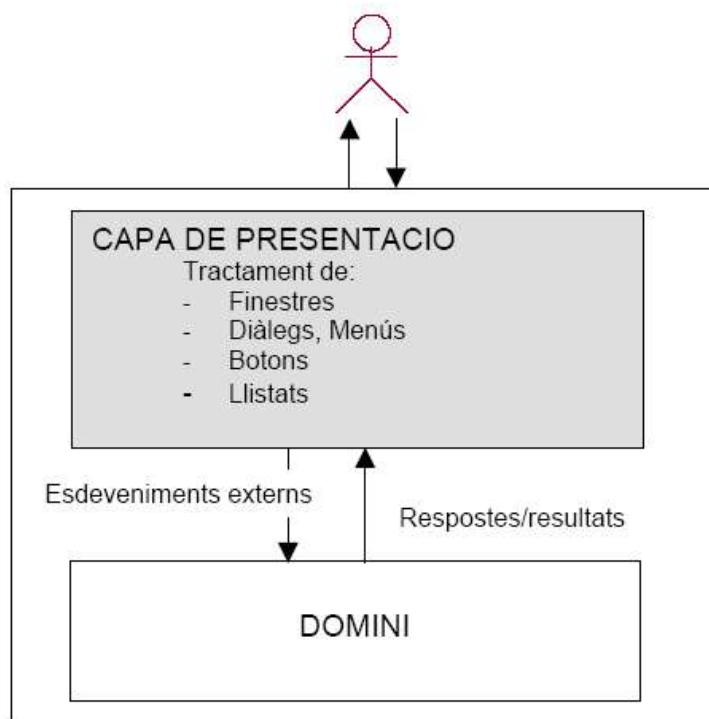 CAPA DE PRESENTACIO
Tractament de:
- Finestres
- Diàlegs, Menús
- Botons
- Llistats
Esdeveniments externs
Respostes/resultats
DOMINI